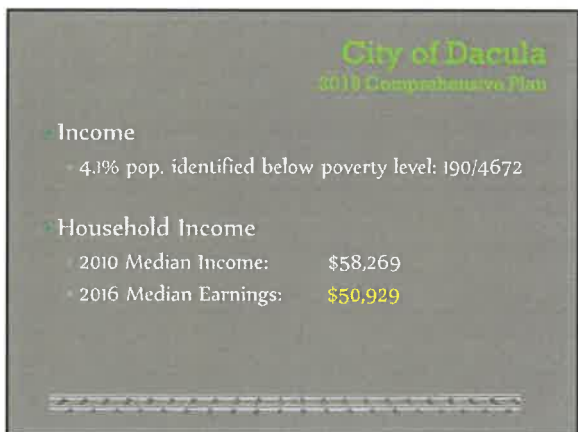 City of Dacula
2019 Comprehensive Plan
Income
4.1% pop. identified below poverty level: 190/4672
Household Income
2010 Median Income: $58,269
2016 Median Earnings: $50,929